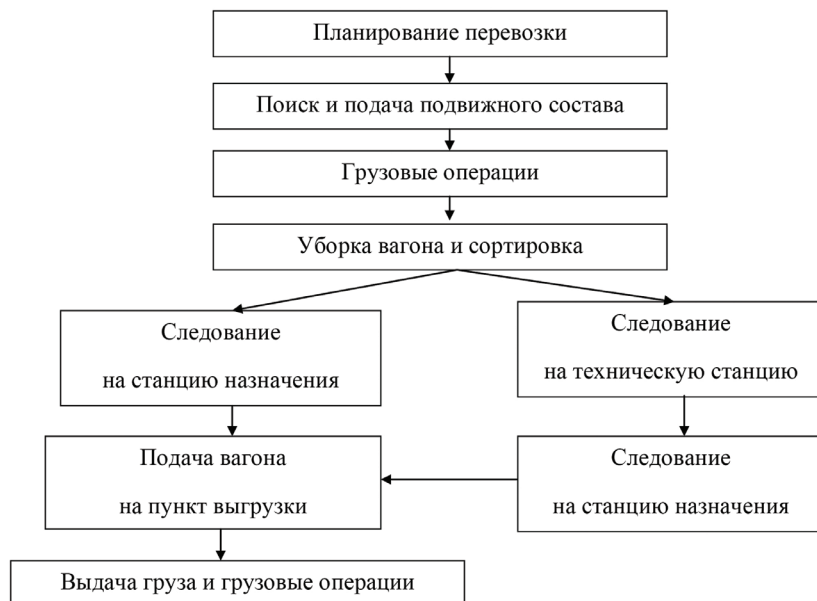 Планирование перевозки
Поиск и подача подвижного состава
Грузовые операции
Уборка вагона и сортировка
Следование
на станцию назначения
Следование
на техническую станцию
Подача вагона
на пункт выгрузки
Следование
на станцию назначения
Выдача груза и грузовые операции